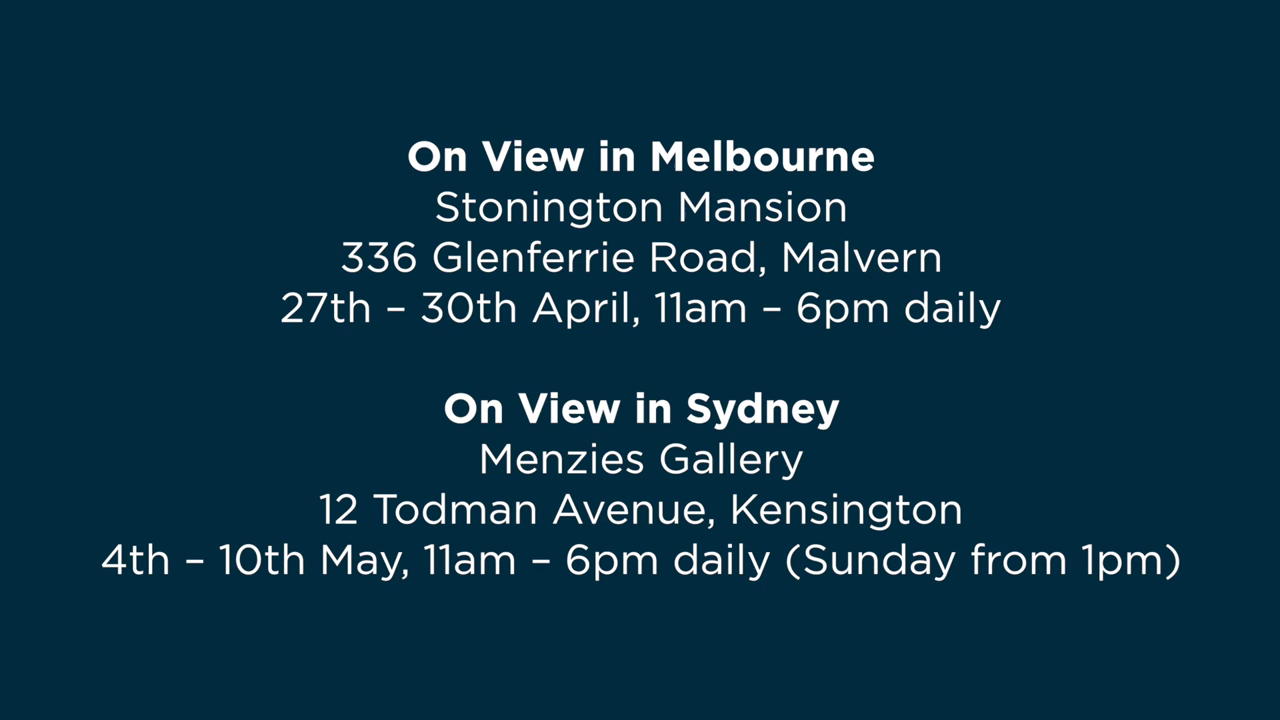 On View in Melbourne
Stonington Mansion
336 Glenferrie Road, Malvern
27th – 30th April, 11am – 6pm daily
On View in Sydney
Menzies Gallery
12 Todman Avenue, Kensington
4th – 10th May, 11am – 6pm daily (Sunday from 1pm)